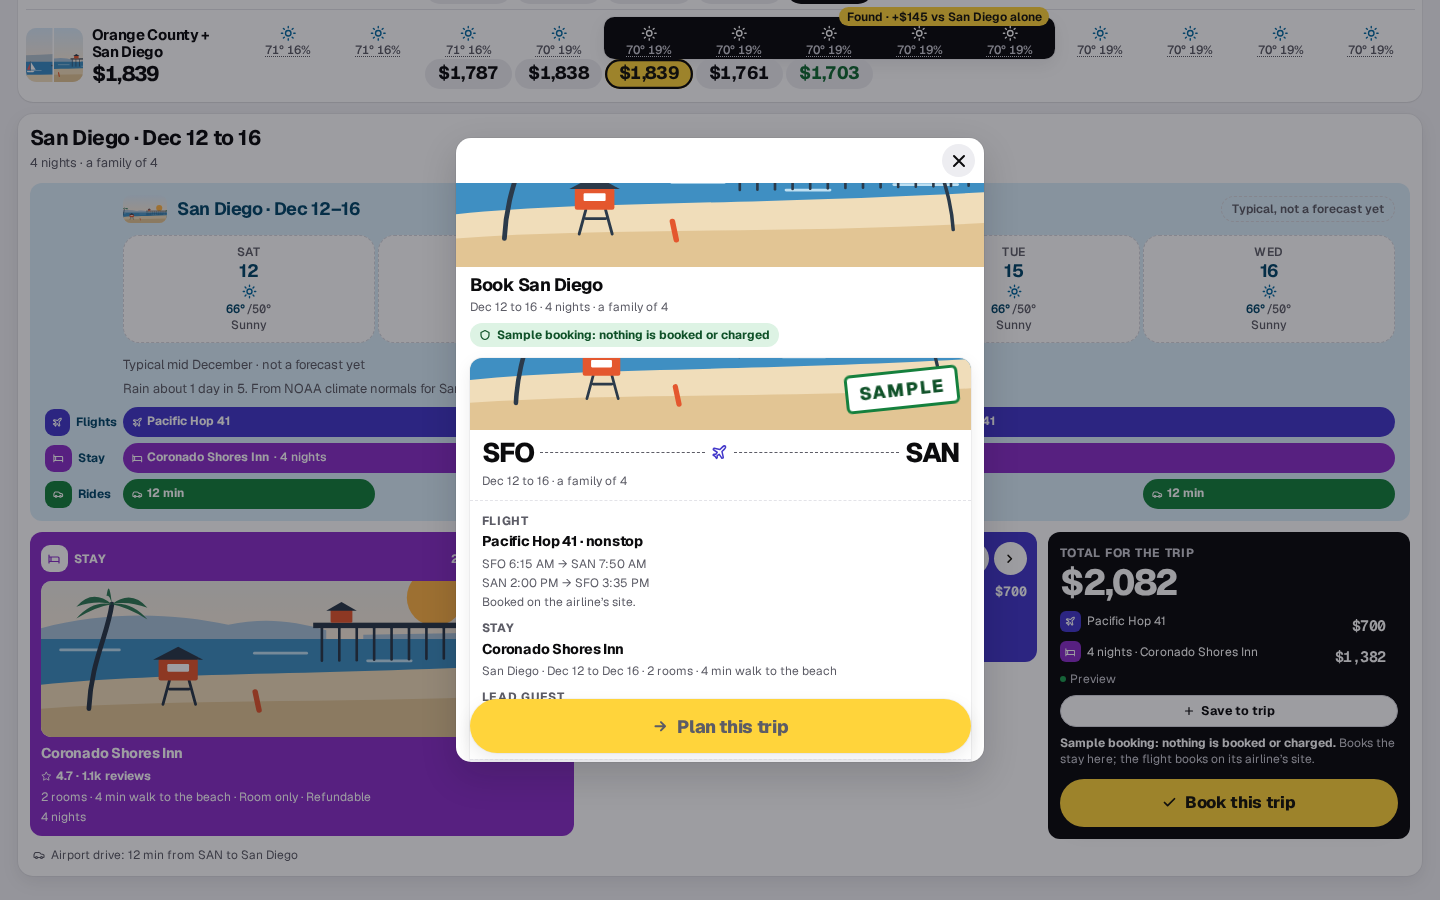 Found · +$145 vs San Diego alone
Orange County +
San Diego
$1,839
71° 16%
71° 16%
71° 16%
70° 19%
70° 19%
70° 19%
70° 19%
70° 19%
70° 19%
70° 19%
70° 19%
70° 19%
70° 19%
$1,787
$1,838
$1,839
$1,761
$1,703
San Diego · Dec 12 to 16
4 nights · a family of 4
San Diego · Dec 12–16
Typical, not a forecast yet
SAT
12
66° /50°
Sunny
TUE
15
66° /50°
Sunny
WED
16
66° /50°
Sunny
Typical mid December · not a forecast yet
Rain about 1 day in 5. From NOAA climate normals for
Flights
Pacific Hop 41
41
Stay
Coronado Shores Inn · 4 nights
Rides
12 min
12 min
STAY
Coronado Shores Inn
4.7 · 1.1k reviews
2 rooms · 4 min walk to the beach · Room only · Refundable
4 nights
Airport drive: 12 min from SAN to San Diego
$700
Book San Diego
Dec 12 to 16 · 4 nights · a family of 4
Sample booking: nothing is booked or charged
SAMPLE
SFO
SAN
Dec 12 to 16 · a family of 4
FLIGHT
Pacific Hop 41 · nonstop
SFO 6:15 AM → SAN 7:50 AM
SAN 2:00 PM → SFO 3:35 PM
Booked on the airline's site.
STAY
Coronado Shores Inn
San Diego · Dec 12 to Dec 16 · 2 rooms · 4 min walk to the beach
LEAD GUEST
→ Plan this trip
TOTAL FOR THE TRIP
$2,082
Pacific Hop 41
$700
4 nights · Coronado Shores Inn
$1,382
Preview
+ Save to trip
Sample booking: nothing is booked or charged. Books the
stay here; the flight books on its airline's site.
Book this trip